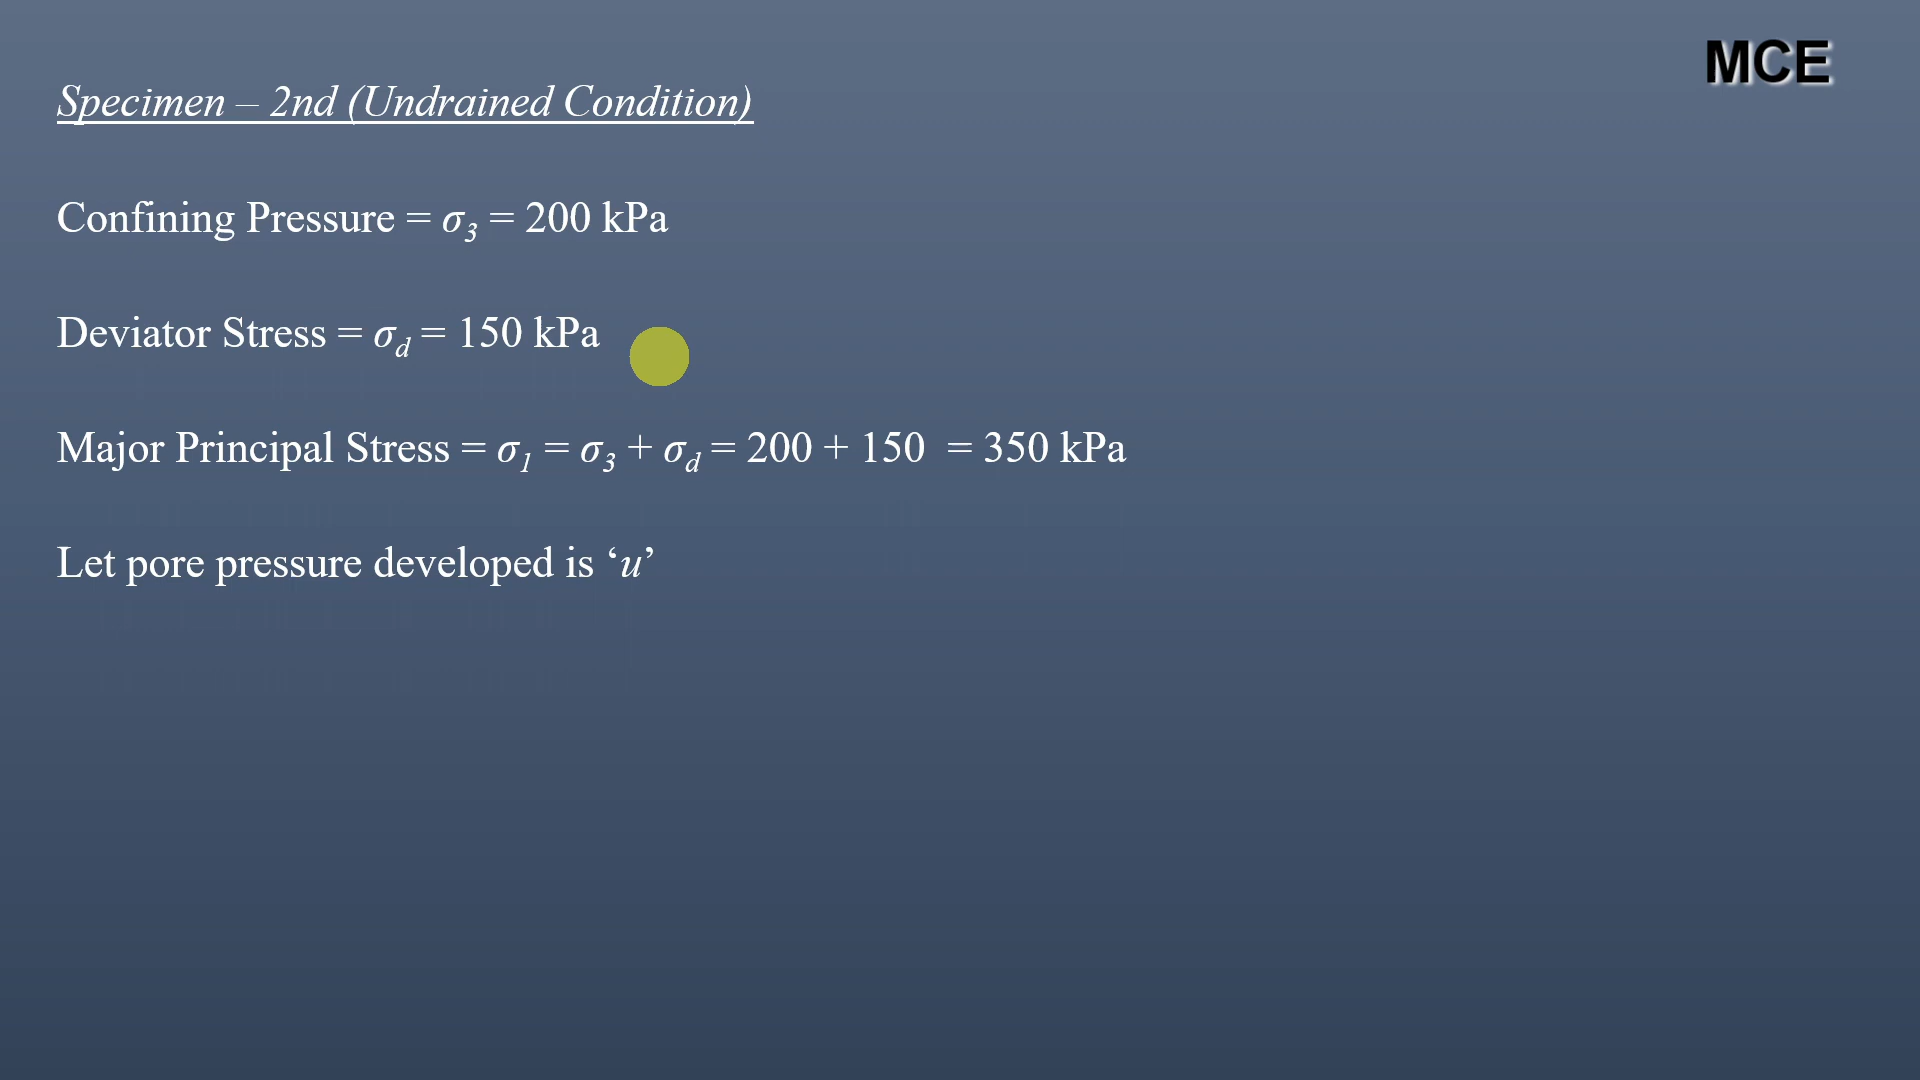 MCE
Specimen – 2nd (Undrained Condition)
Confining Pressure = σ₃ = 200 kPa
Deviator Stress = σd = 150 kPa
Major Principal Stress = σ₁ = σ₃ + σd = 200 + 150 = 350 kPa
Let pore pressure developed is ‘u’